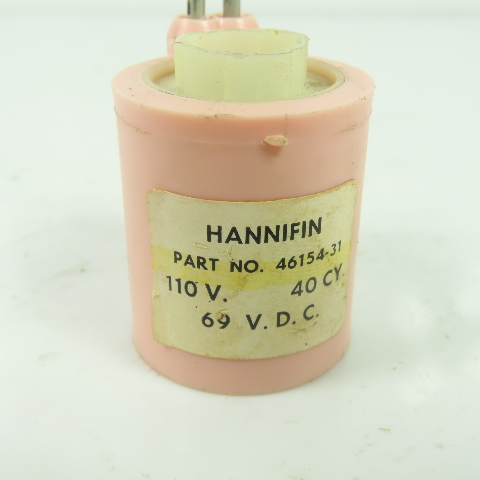 HANNIFIN
PART NO. 46154-31
110 V. 40 CY.
69 V. D. C.